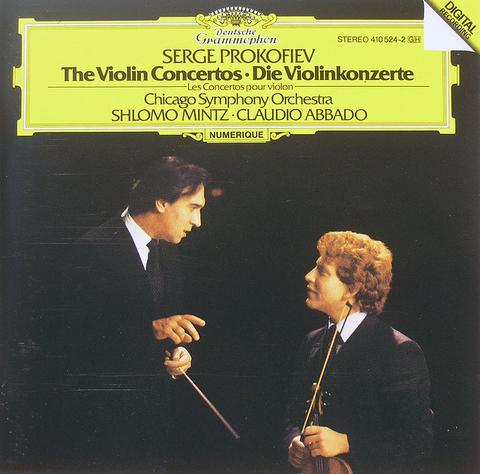 Deutsche
Grammophon
STEREO 410 524-2 GH
DIGITAL
RECORDING
SERGE PROKOFIEV
The Violin Concertos · Die Violinkonzerte
Les Concertos pour violon
Chicago Symphony Orchestra
SHLOMO MINTZ · CLAUDIO ABBADO
NUMERIQUE